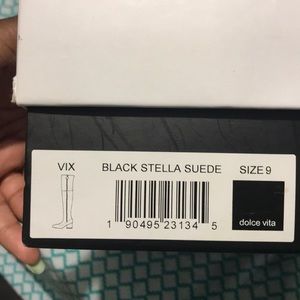 VIX BLACK STELLA SUEDE SIZE 9
1 90495 23134 5
dolce vita